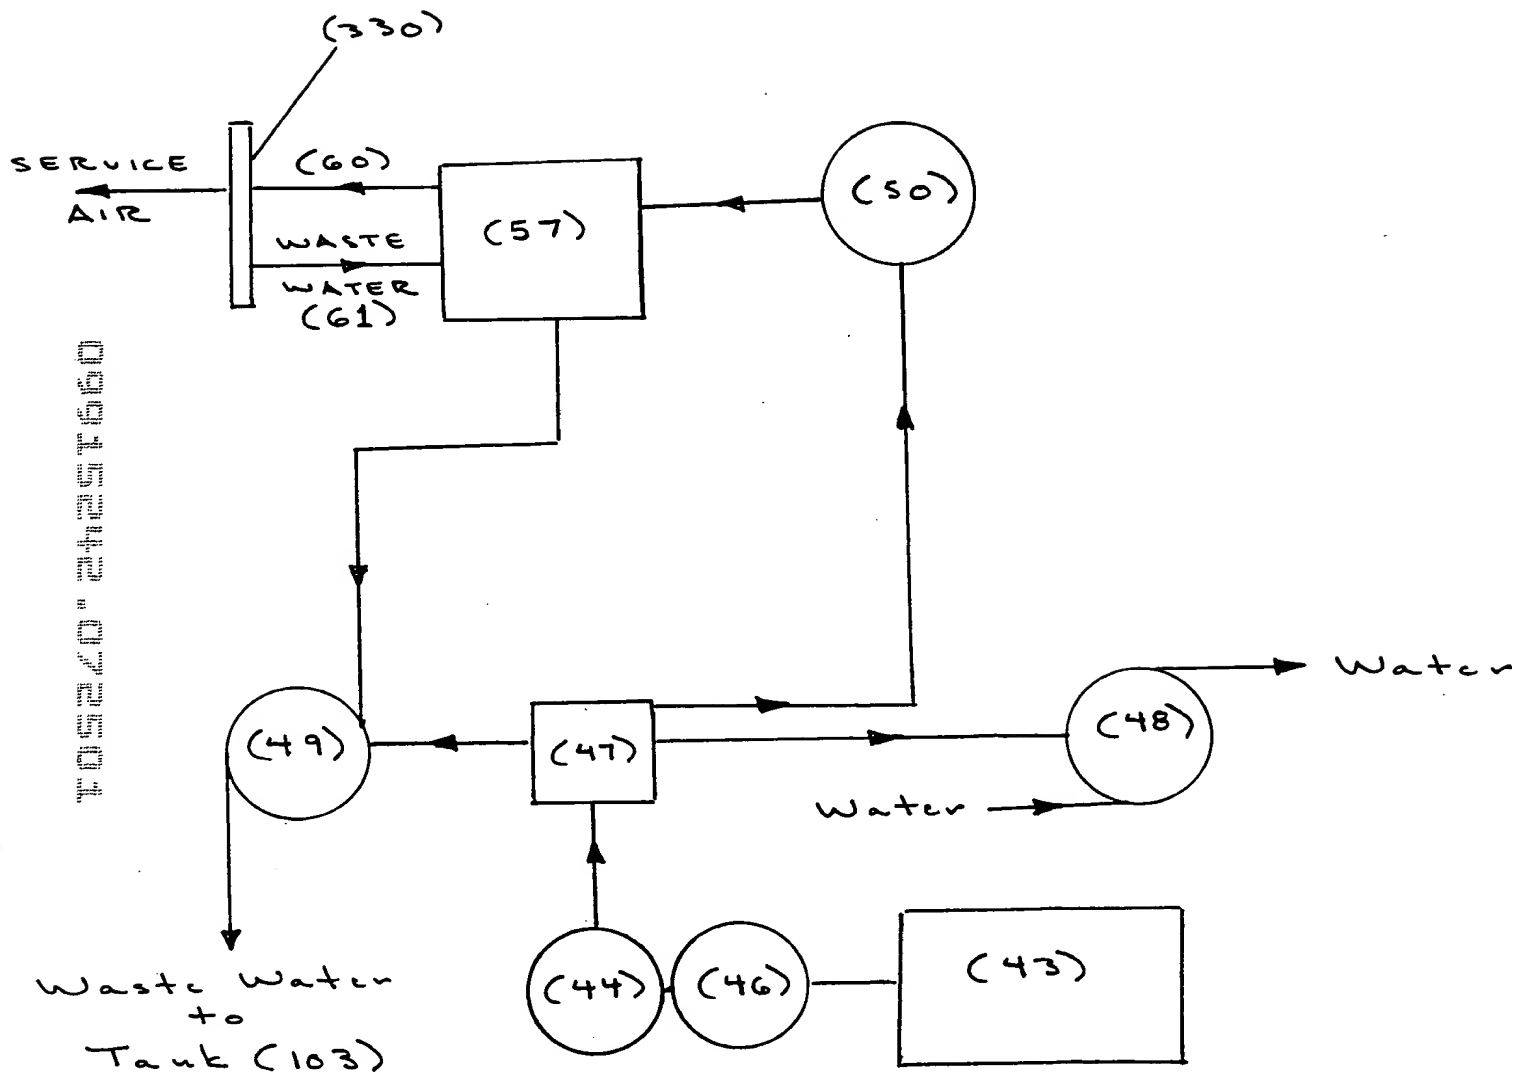 (330)
SERVICE
AIR
(60)
WASTE
WATER
(61)
(57)
(50)
09915242.072501
(49)
(47)
(48)
Water
Water
(44)
(46)
(43)
Waste Water
to
Tank (103)